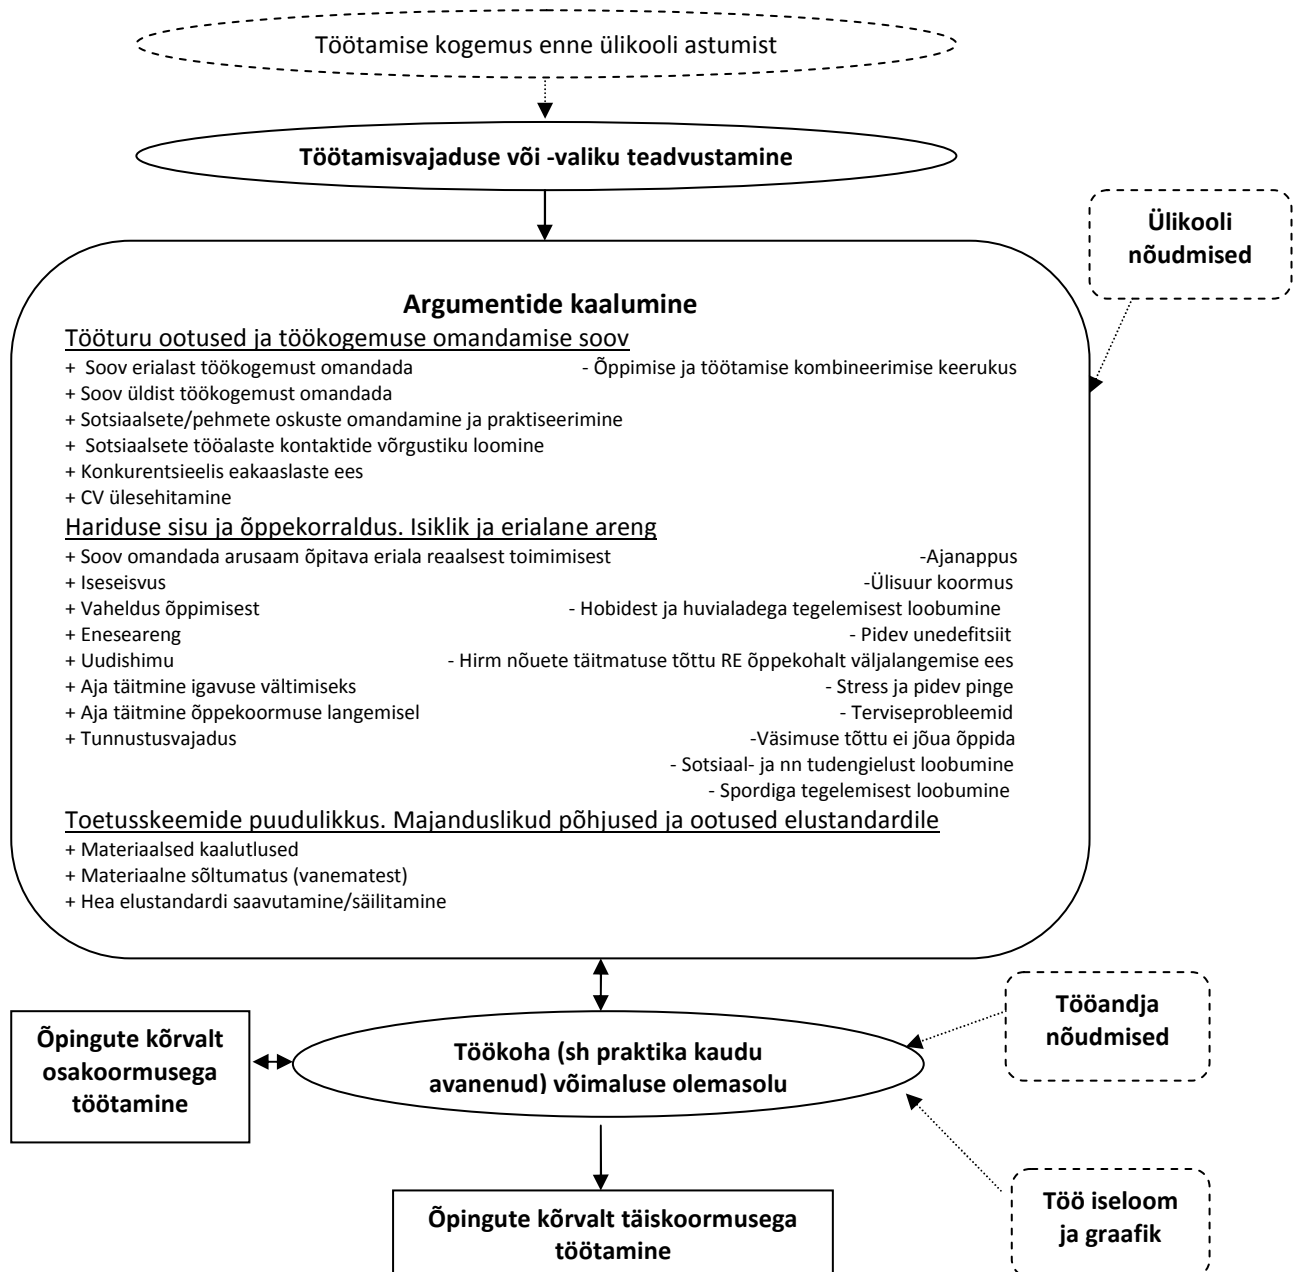 Töötamise kogemus enne ülikooli astumist
Töötamisvajaduse või -valiku teadvustamine
Ülikooli
nõudmised
Argumentide kaalumine
Tööturu ootused ja töökogemuse omandamise soov
+ Soov erialast töökogemust omandada - Õppimise ja töötamise kombineerimise keerukus
+ Soov üldist töökogemust omandada
+ Sotsiaalsete/pehmete oskuste omandamine ja praktiseerimine
+ Sotsiaalsete tööalaste kontaktide võrgustiku loomine
+ Konkurentsieelis eakaaslaste ees
+ CV ülesehitamine
Hariduse sisu ja õppekorraldus. Isiklik ja erialane areng
+ Soov omandada arusaam õpitava eriala reaalsest toimimisest -Ajanappus
+ Iseseisvus -Ülisuur koormus
+ Vaheldus õppimisest - Hobidest ja huvialadega tegelemisest loobumine
+ Eneseareng - Pidev unedefitsiit
+ Uudishimu - Hirm nõuete täitmatuse tõttu RE õppekohalt väljalangemise ees
+ Aja täitmine igavuse vältimiseks - Stress ja pidev pinge
+ Aja täitmine õppekoormuse langemisel - Terviseprobleemid
+ Tunnustusvajadus -Väsimuse tõttu ei jõua õppida
- Sotsiaal- ja nn tudengielust loobumine
- Spordiga tegelemisest loobumine
Toetusskeemide puudulikkus. Majanduslikud põhjused ja ootused elustandardile
+ Materiaalsed kaalutlused
+ Materiaalne sõltumatus (vanematest)
+ Hea elustandardi saavutamine/säilitamine
Tööandja
nõudmised
Õpingute kõrvalt
osakoormusega
töötamine
Töökoha (sh praktika kaudu
avanenud) võimaluse olemasolu
Töö iseloom
ja graafik
Õpingute kõrvalt täiskoormusega
töötamine